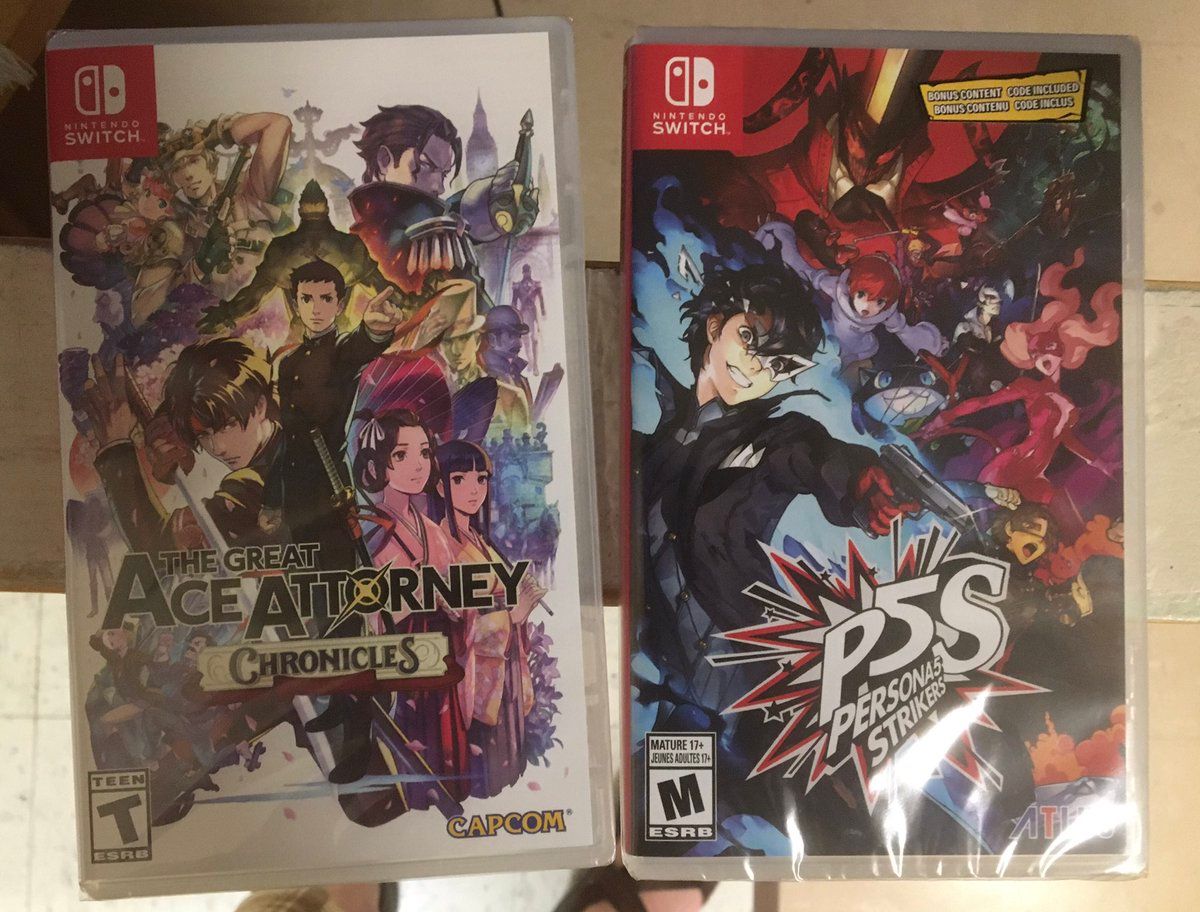 NINTENDO
SWITCH
THE GREAT
ACE ATTORNEY
CHRONICLES
TEEN
T
ESRB
CAPCOM
NINTENDO
SWITCH
BONUS CONTENT CODE INCLUDED
BONUS CONTENU CODE INCLUS
P5S
PERSONA5
STRIKERS
MATURE 17+
JEUNES ADULTES 17+
M
ESRB